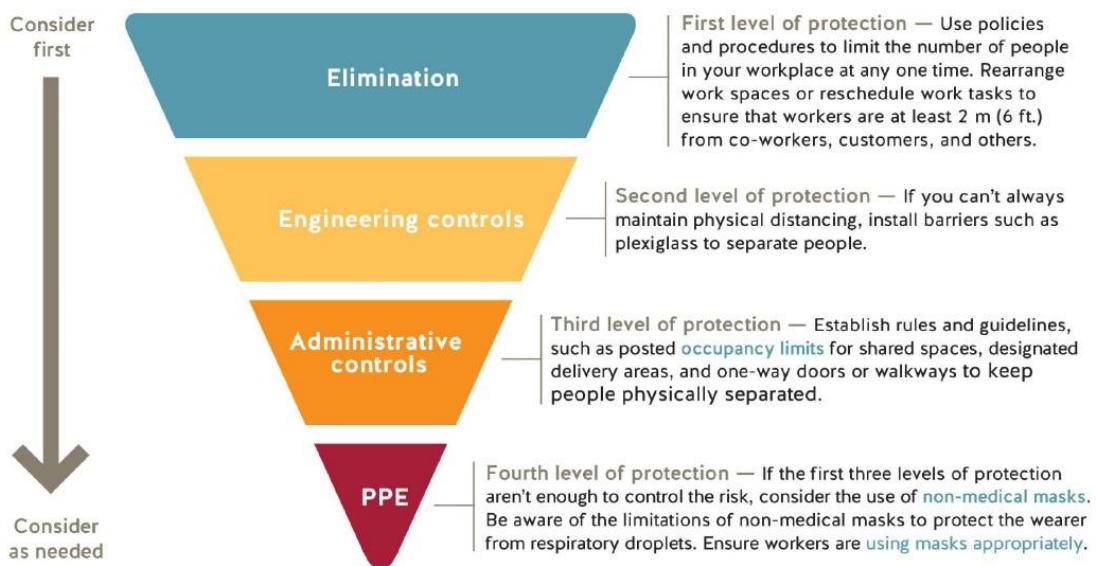 Consider
first
Elimination
First level of protection — Use policies
and procedures to limit the number of people
in your workplace at any one time. Rearrange
work spaces or reschedule work tasks to
ensure that workers are at least 2 m (6 ft.)
from co-workers, customers, and others.
Engineering controls
Second level of protection — If you can't always
maintain physical distancing, install barriers such as
plexiglass to separate people.
Administrative
controls
Third level of protection — Establish rules and guidelines,
such as posted occupancy limits for shared spaces, designated
delivery areas, and one-way doors or walkways to keep
people physically separated.
PPE
Fourth level of protection — If the first three levels of protection
aren't enough to control the risk, consider the use of non-medical masks.
Be aware of the limitations of non-medical masks to protect the wearer
from respiratory droplets. Ensure workers are using masks appropriately.
Consider
as needed